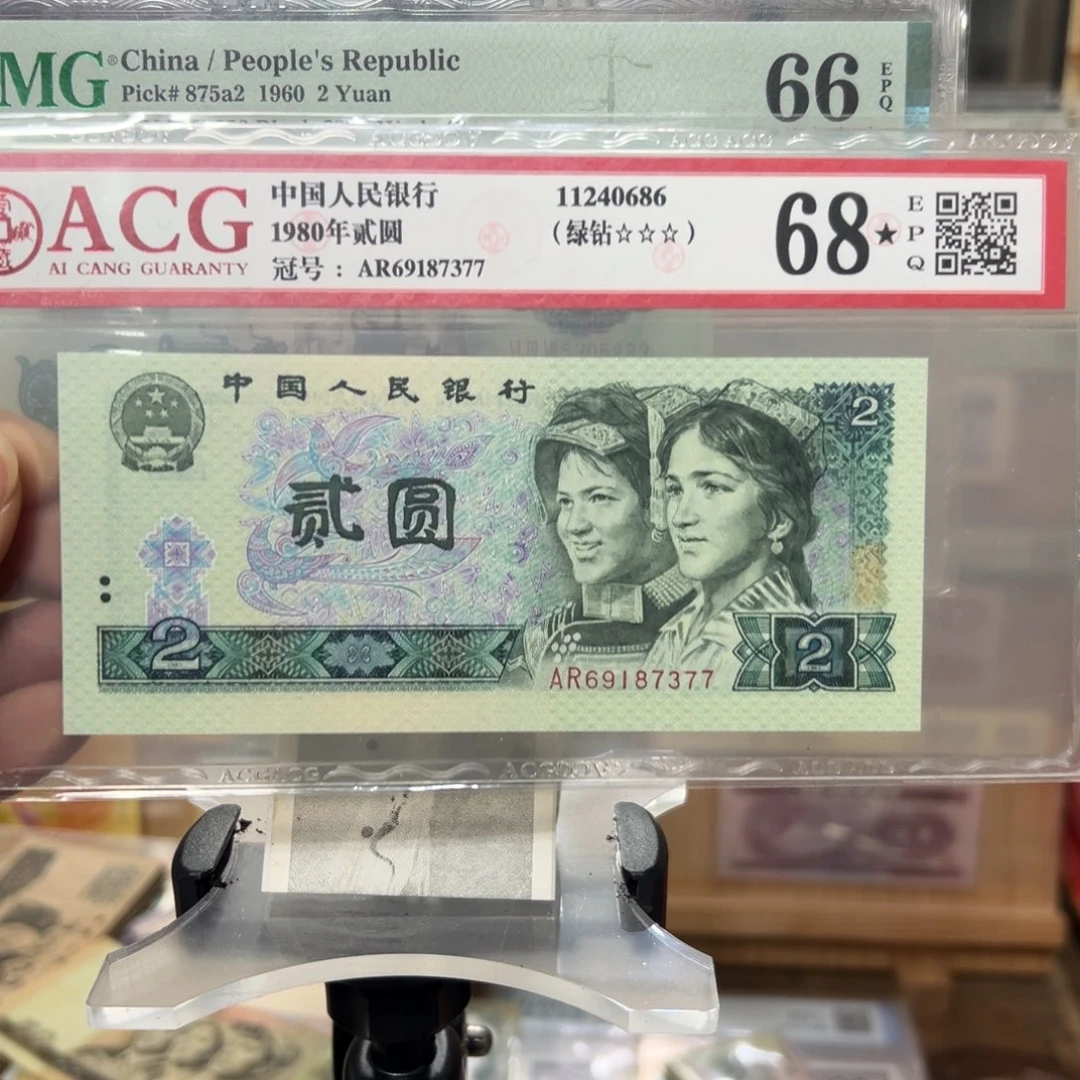 MG® China / People's Republic
Pick# 875a2 1960 2 Yuan
66 EPQ
ACG
AI CANG GUARANTY
中国人民银行
1980年贰圆
冠号：AR69187377
11240686
（绿钻☆☆☆）
68★ EPQ
中国人民银行
2
贰圆
2
AR69187377
2